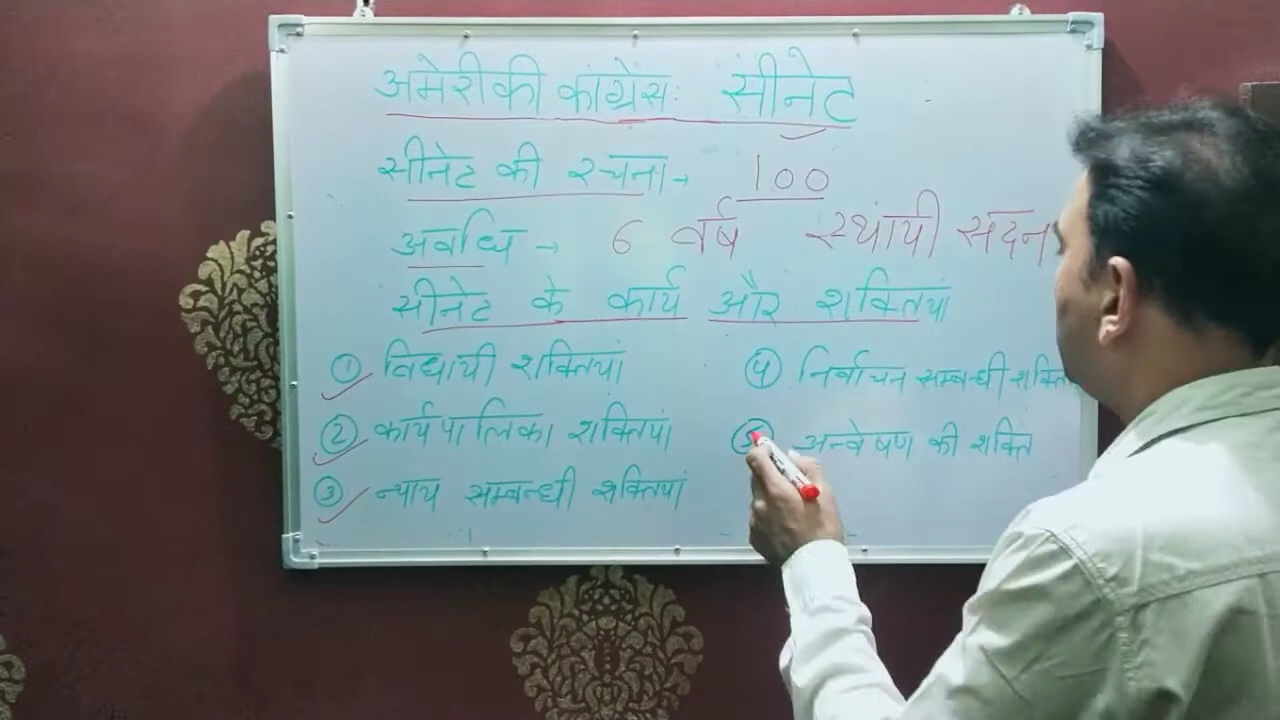 अमेरीकी कांग्रेस: सीनेट
सीनेट की रचना→ 100
अवधि → 6 वर्ष स्थायी सदन
सीनेट के कार्य और शक्तियां
① विधायी शक्तियां
② कार्यपालिका शक्तियां
③ न्याय सम्बन्धी शक्तियां
④ निर्वाचन सम्बन्धी शक्ति
⑤ अन्वेषण की शक्ति